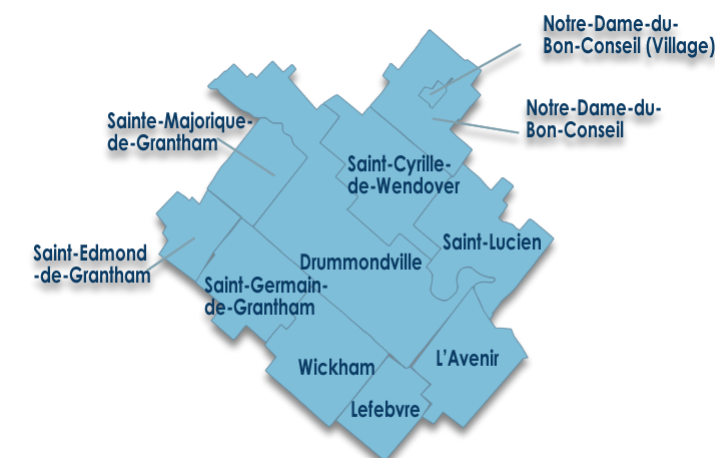 Notre-Dame-du-
Bon-Conseil (Village)
Notre-Dame-du-
Bon-Conseil
Sainte-Majorique-
de-Grantham
Saint-Cyrille-
de-Wendover
Saint-Lucien
Saint-Edmond
-de-Grantham
Drummondville
Saint-Germain-
de-Grantham
L'Avenir
Wickham
Lefebvre